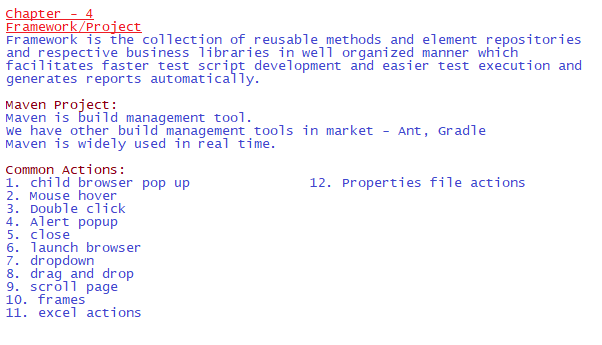 Chapter – 4
Framework/Project
Framework is the collection of reusable methods and element repositories
and respective business libraries in well organized manner which
facilitates faster test script development and easier test execution and
generates reports automatically.
Maven Project:
Maven is build management tool.
We have other build management tools in market – Ant, Gradle
Maven is widely used in real time.
Common Actions:
1. child browser pop up 12. Properties file actions
2. Mouse hover
3. Double click
4. Alert popup
5. close
6. launch browser
7. dropdown
8. drag and drop
9. scroll page
10. frames
11. excel actions